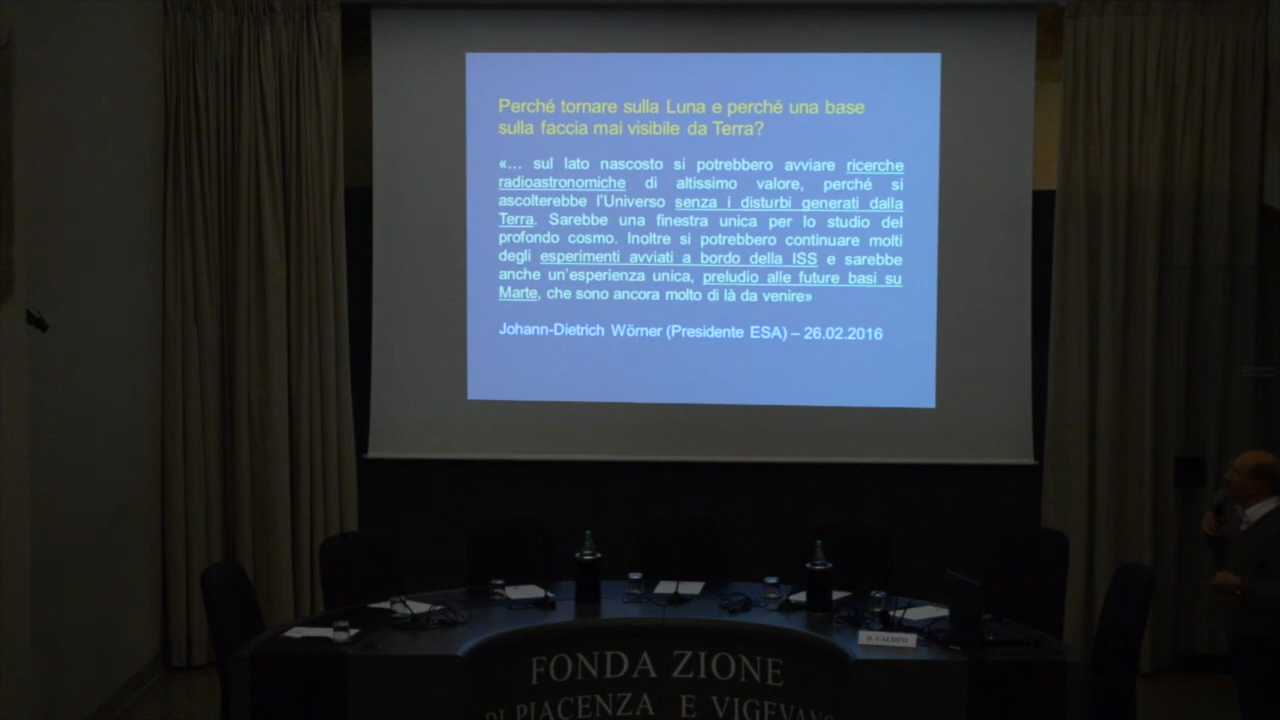 Perché tornare sulla Luna e perché una base
sulla faccia mai visibile da Terra?
«… sul lato nascosto si potrebbero avviare ricerche
radioastronomiche di altissimo valore, perché si
ascolterebbe l'Universo senza i disturbi generati dalla
Terra. Sarebbe una finestra unica per lo studio del
profondo cosmo. Inoltre si potrebbero continuare molti
degli esperimenti avviati a bordo della ISS e sarebbe
anche un'esperienza unica, preludio alle future basi su
Marte, che sono ancora molto di là da venire»
Johann-Dietrich Wörner (Presidente ESA) – 26.02.2016
D. CALDINI
FONDAZIONE
DI PIACENZA E VIGEVANO